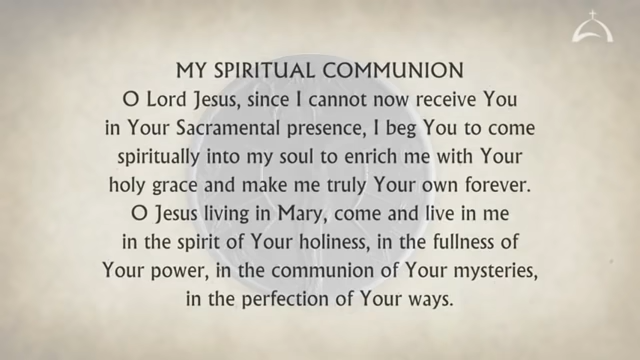 MY SPIRITUAL COMMUNION
O Lord Jesus, since I cannot now receive You
in Your Sacramental presence, I beg You to come
spiritually into my soul to enrich me with Your
holy grace and make me truly Your own forever.
O Jesus living in Mary, come and live in me
in the spirit of Your holiness, in the fullness of
Your power, in the communion of Your mysteries,
in the perfection of Your ways.